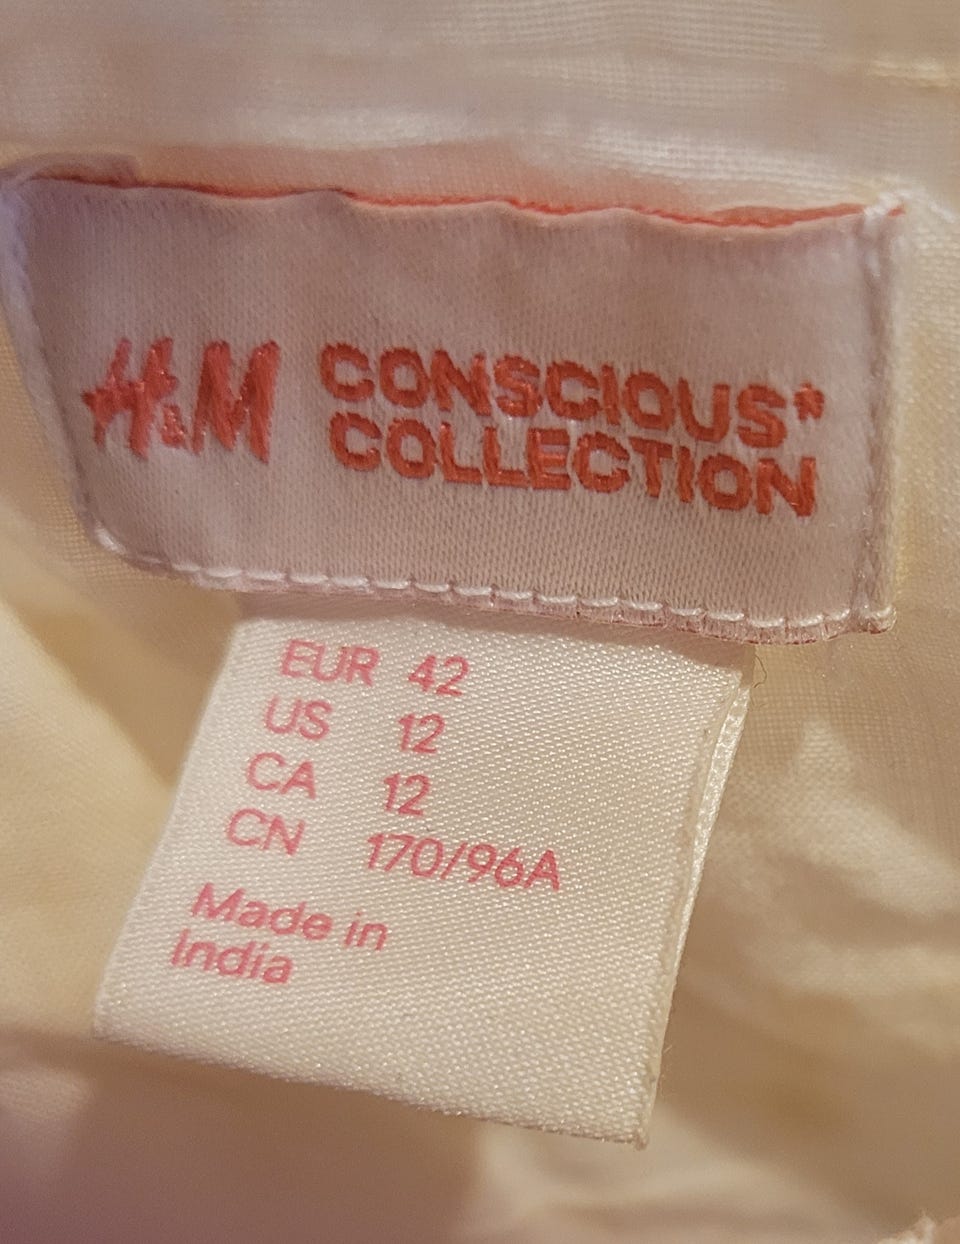 H&M CONSCIOUS*
COLLECTION
EUR 42
US 12
CA 12
CN 170/96A
Made in
India